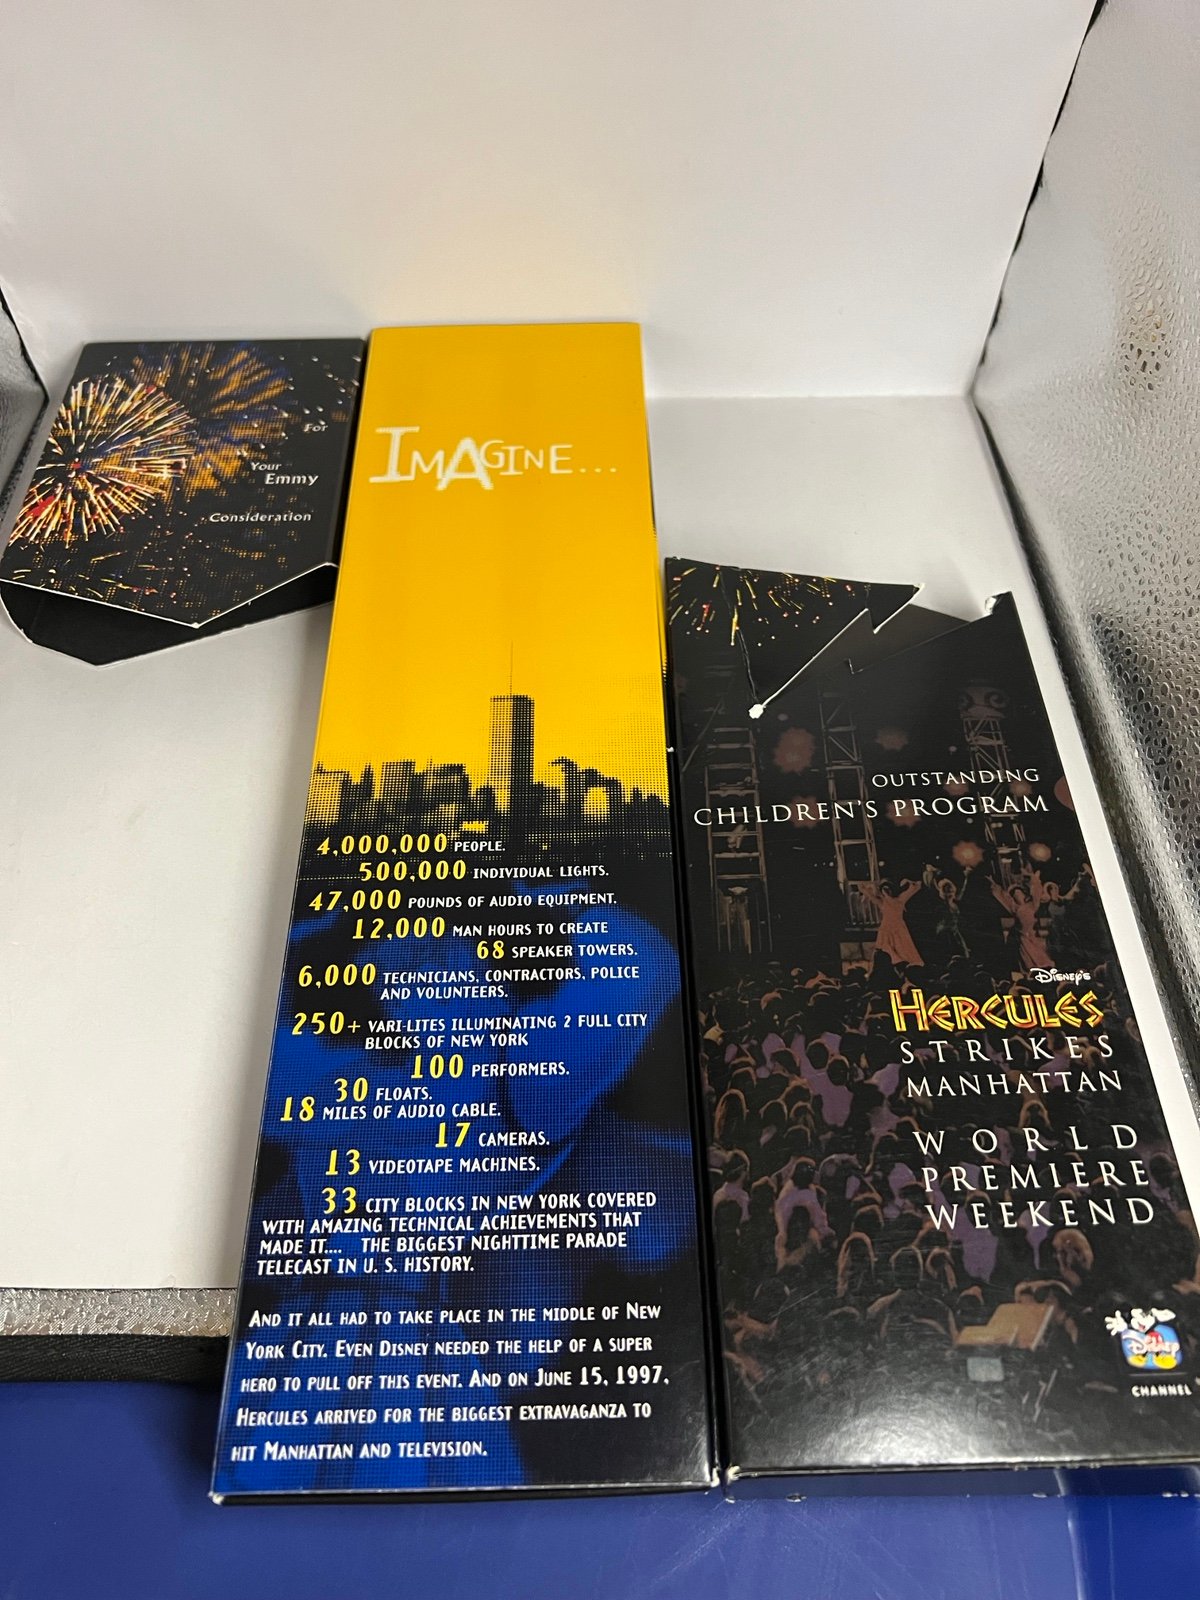 For
Your
Emmy
Consideration
IMAGINE...
4,000,000 PEOPLE.
500,000 INDIVIDUAL LIGHTS.
47,000 POUNDS OF AUDIO EQUIPMENT.
12,000 MAN HOURS TO CREATE
68 SPEAKER TOWERS.
6,000 TECHNICIANS, CONTRACTORS, POLICE
AND VOLUNTEERS.
250+ VARI-LITES ILLUMINATING 2 FULL CITY
BLOCKS OF NEW YORK
100 PERFORMERS.
30 FLOATS.
18 MILES OF AUDIO CABLE.
17 CAMERAS.
13 VIDEOTAPE MACHINES.
33 CITY BLOCKS IN NEW YORK COVERED
WITH AMAZING TECHNICAL ACHIEVEMENTS THAT
MADE IT.... THE BIGGEST NIGHTTIME PARADE
TELECAST IN U. S. HISTORY.
AND IT ALL HAD TO TAKE PLACE IN THE MIDDLE OF NEW
YORK CITY. EVEN DISNEY NEEDED THE HELP OF A SUPER
HERO TO PULL OFF THIS EVENT. AND ON JUNE 15, 1997,
HERCULES ARRIVED FOR THE BIGGEST EXTRAVAGANZA TO
HIT MANHATTAN AND TELEVISION.
OUTSTANDING
CHILDREN'S PROGRAM
DISNEY'S
HERCULES
STRIKES
MANHATTAN
WORLD
PREMIERE
WEEKEND
Disney
CHANNEL